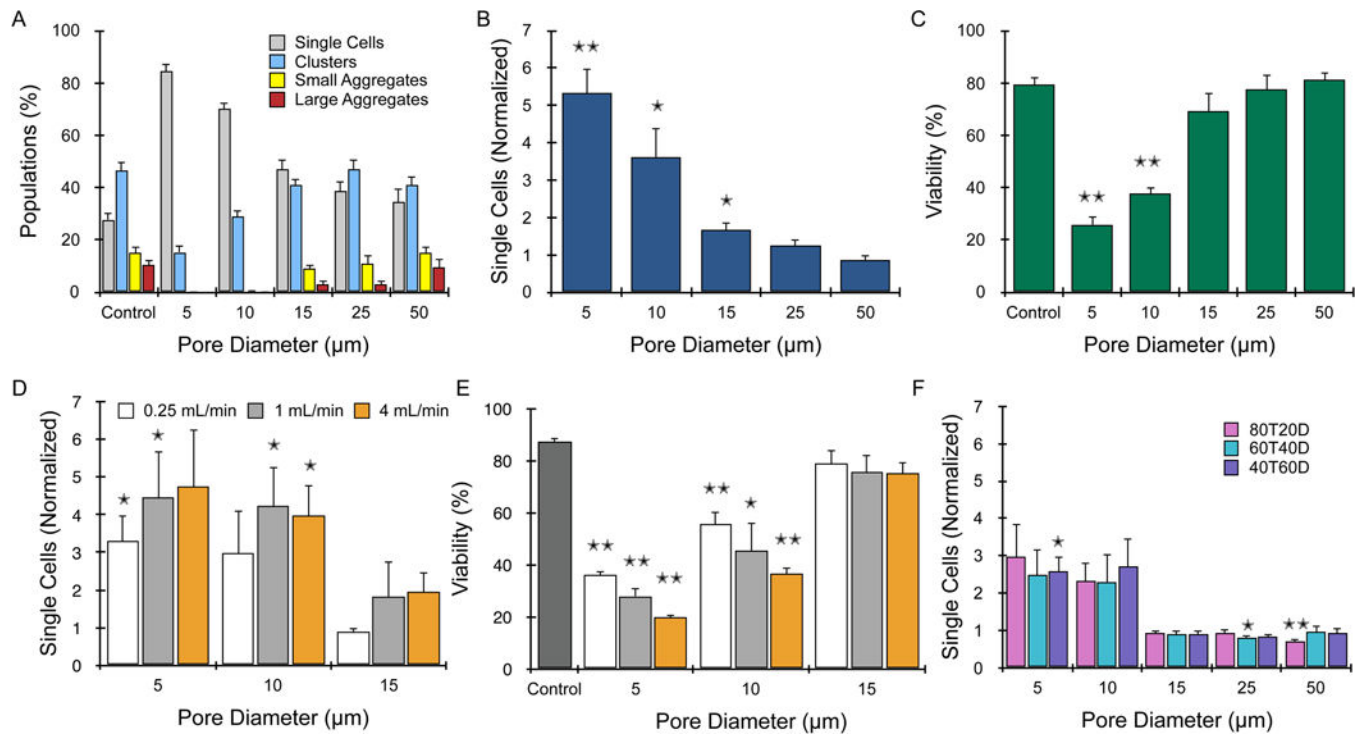 A
Populations (%)
100
80
60
40
20
0
Single Cells
Clusters
Small Aggregates
Large Aggregates
Control 5 10 15 25 50
Pore Diameter (µm)
B
Single Cells (Normalized)
7
6
5
4
3
2
1
0
★★
★
★
5 10 15 25 50
Pore Diameter (µm)
C
Viability (%)
100
80
60
40
20
0
★★
★★
Control 5 10 15 25 50
Pore Diameter (µm)
D
Single Cells (Normalized)
7
6
5
4
3
2
1
0
0.25 mL/min 1 mL/min 4 mL/min
★
★
★
★
5 10 15
Pore Diameter (µm)
E
Viability (%)
100
80
60
40
20
0
★★
★★
★★
★★
★
★★
Control 5 10 15
Pore Diameter (µm)
F
Single Cells (Normalized)
7
6
5
4
3
2
1
0
80T20D
60T40D
40T60D
★
★
★★
5 10 15 25 50
Pore Diameter (µm)